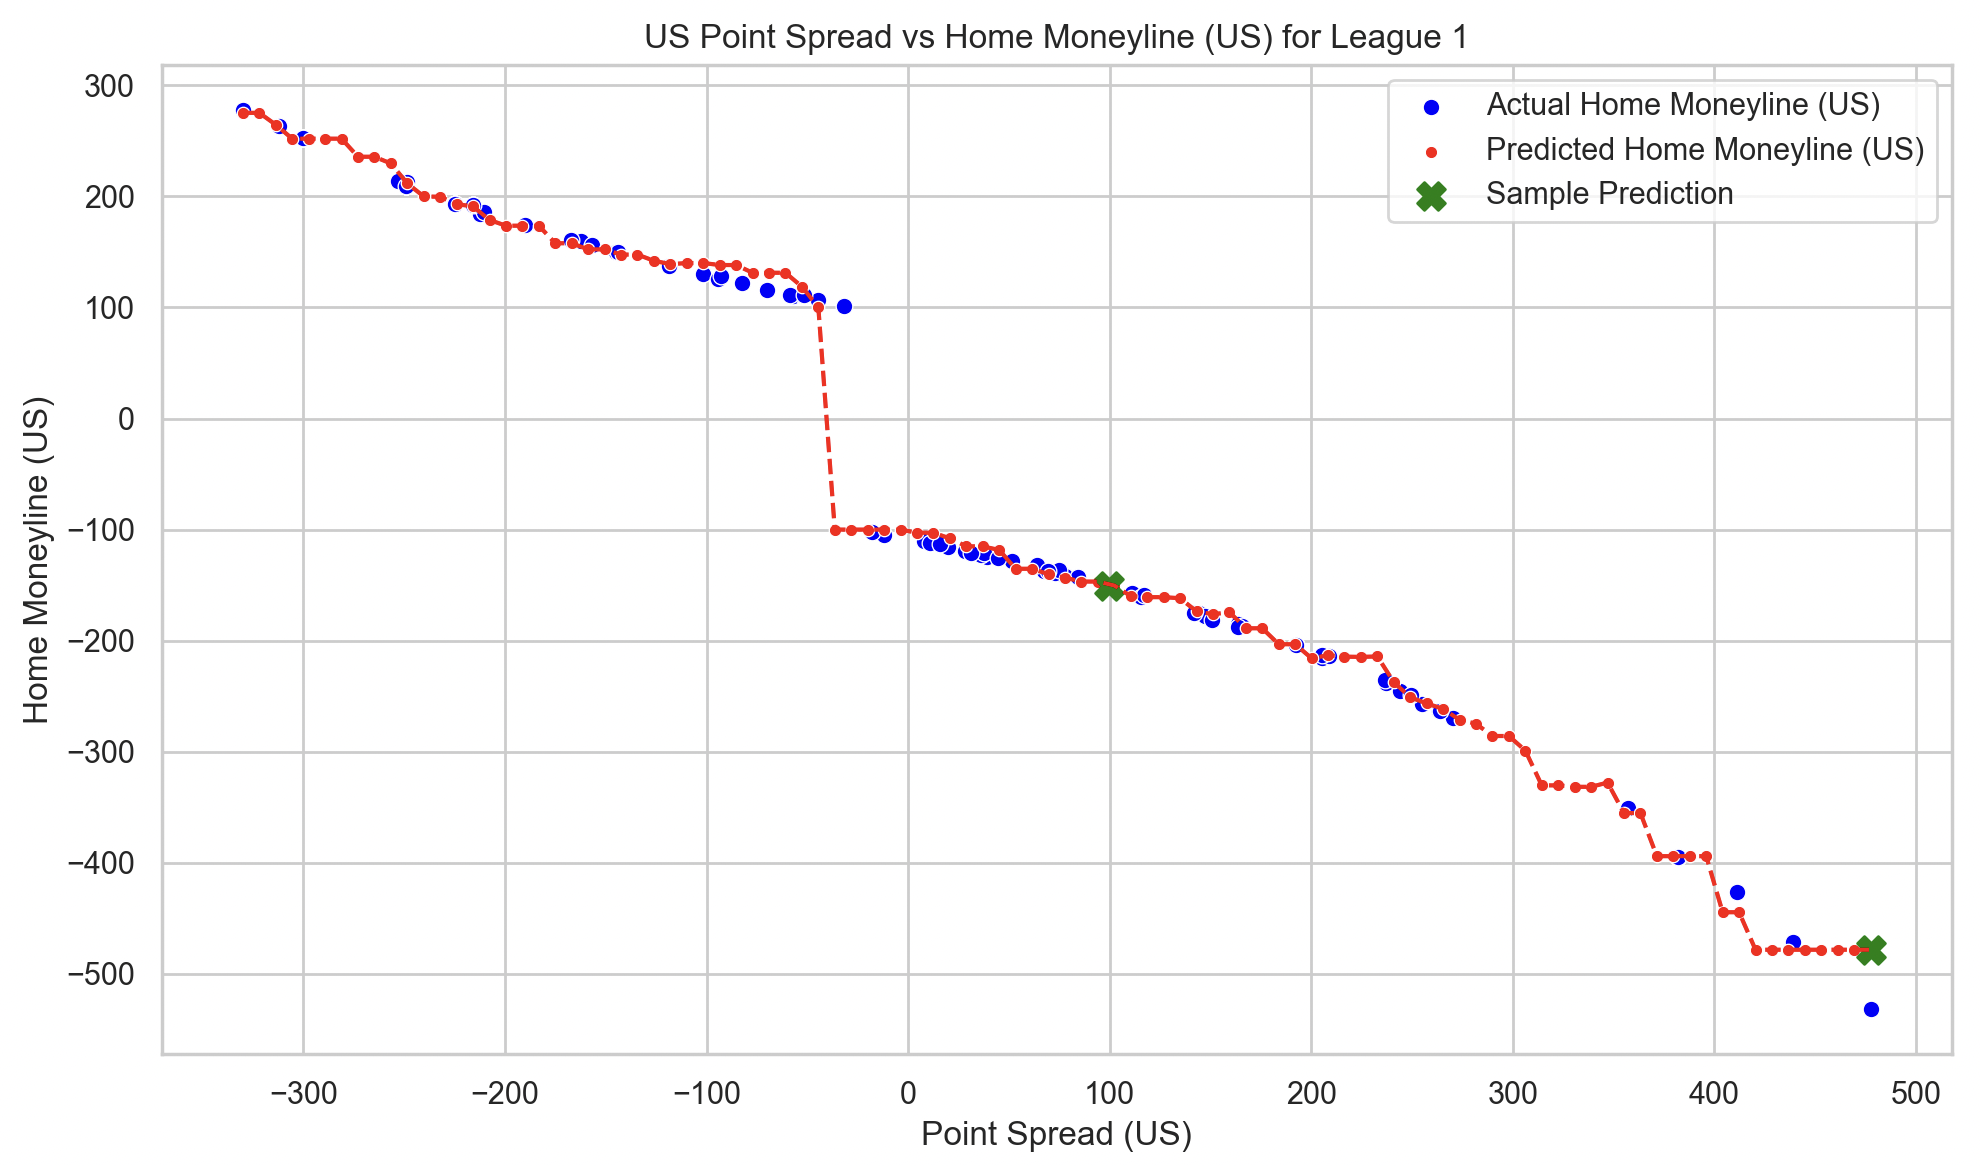 US Point Spread vs Home Moneyline (US) for League 1
Actual Home Moneyline (US)
Predicted Home Moneyline (US)
Sample Prediction
Home Moneyline (US)
300
200
100
0
−100
−200
−300
−400
−500
−300 −200 −100 0 100 200 300 400 500
Point Spread (US)